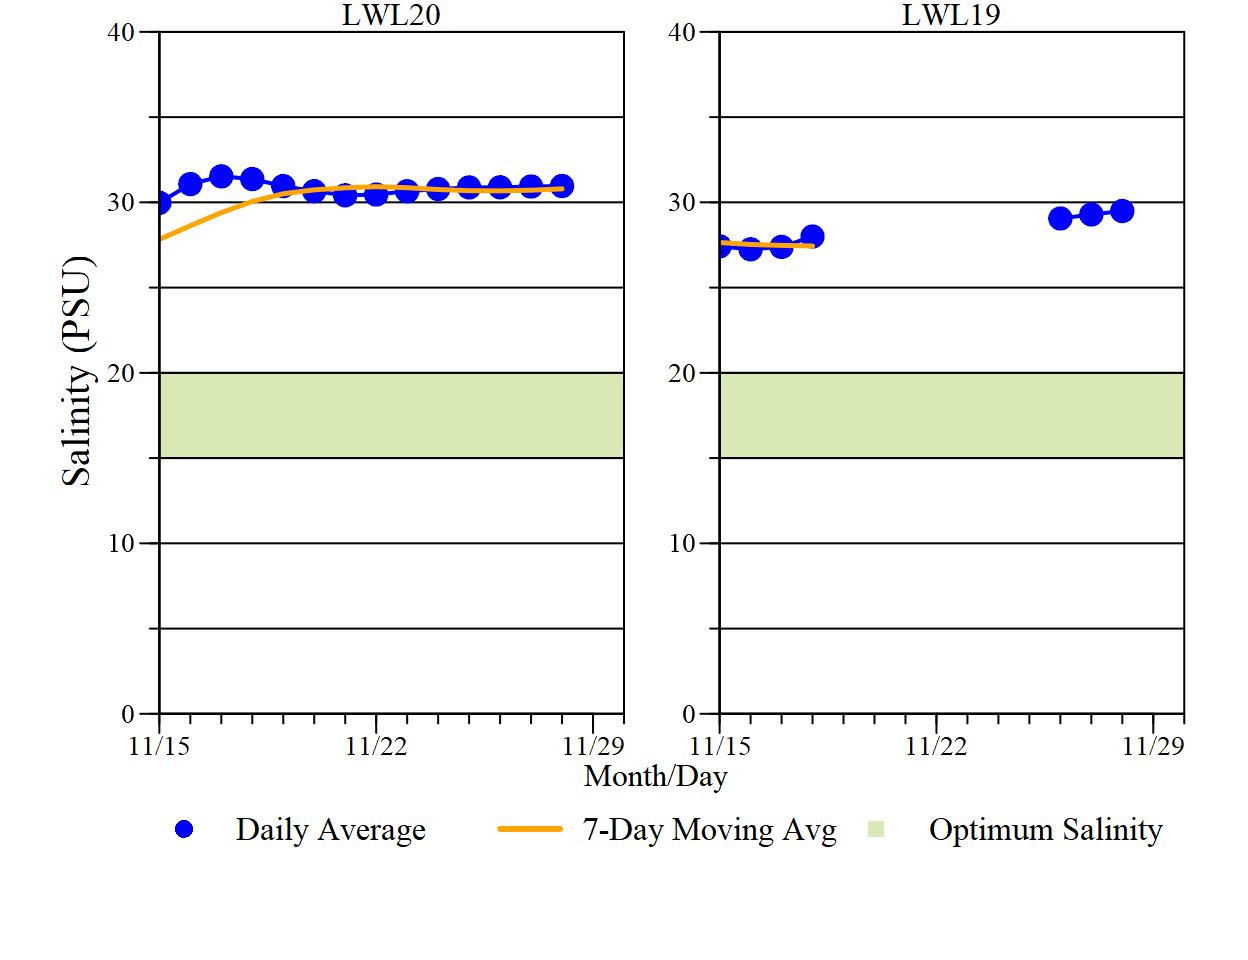 LWL20 LWL19
40 40
30 30
20 20
10 10
0 0
Salinity (PSU)
11/15 11/22 11/29 11/15 11/22 11/29
Month/Day
Daily Average 7-Day Moving Avg Optimum Salinity